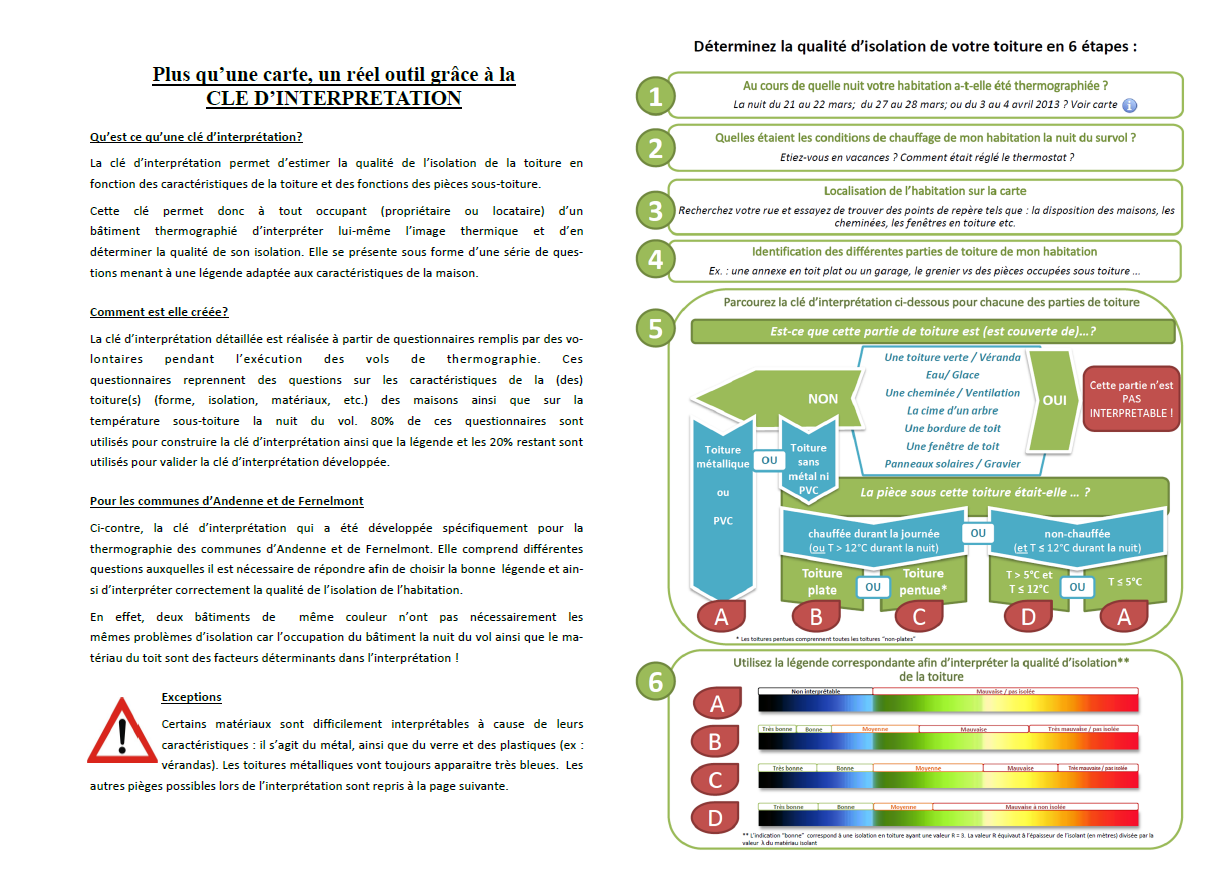 Plus qu’une carte, un réel outil grâce à la
CLE D’INTERPRETATION
Qu’est ce qu’une clé d’interprétation?
La clé d’interprétation permet d’estimer la qualité de l’isolation de la toiture en
fonction des caractéristiques de la toiture et des fonctions des pièces sous-toiture.
Cette clé permet donc à tout occupant (propriétaire ou locataire) d’un
bâtiment thermographié d’interpréter lui-même l’image thermique et d’en
déterminer la qualité de son isolation. Elle se présente sous forme d’une série de ques-
tions menant à une légende adaptée aux caractéristiques de la maison.
Comment est elle créée?
La clé d’interprétation détaillée est réalisée à partir de questionnaires remplis par des vo-
lontaires pendant l’exécution des vols de thermographie. Ces
questionnaires reprennent des questions sur les caractéristiques de la (des)
toiture(s) (forme, isolation, matériaux, etc.) des maisons ainsi que sur la
température sous-toiture la nuit du vol. 80% de ces questionnaires sont
utilisés pour construire la clé d’interprétation ainsi que la légende et les 20% restant sont
utilisés pour valider la clé d’interprétation développée.
Pour les communes d’Andenne et de Fernelmont
Ci-contre, la clé d’interprétation qui a été développée spécifiquement pour la
thermographie des communes d’Andenne et de Fernelmont. Elle comprend différentes
questions auxquelles il est nécessaire de répondre afin de choisir la bonne légende et ain-
si d’interpréter correctement la qualité de l’isolation de l’habitation.
En effet, deux bâtiments de même couleur n’ont pas nécessairement les
mêmes problèmes d’isolation car l’occupation du bâtiment la nuit du vol ainsi que le ma-
tériau du toit sont des facteurs déterminants dans l’interprétation !
Exceptions
Certains matériaux sont difficilement interprétables à cause de leurs
caractéristiques : il s’agit du métal, ainsi que du verre et des plastiques (ex :
vérandas). Les toitures métalliques vont toujours apparaitre très bleues. Les
autres pièges possibles lors de l’interprétation sont repris à la page suivante.
Déterminez la qualité d’isolation de votre toiture en 6 étapes :
1
Au cours de quelle nuit votre habitation a-t-elle été thermographiée ?
La nuit du 21 au 22 mars; du 27 au 28 mars; ou du 3 au 4 avril 2013 ? Voir carte i
2
Quelles étaient les conditions de chauffage de mon habitation la nuit du survol ?
Etiez-vous en vacances ? Comment était réglé le thermostat ?
3
Localisation de l’habitation sur la carte
Recherchez votre rue et essayez de trouver des points de repère tels que : la disposition des maisons, les
cheminées, les fenêtres en toiture etc.
4
Identification des différentes parties de toiture de mon habitation
Ex. : une annexe en toit plat ou un garage, le grenier vs des pièces occupées sous toiture …
5
Parcourez la clé d’interprétation ci-dessous pour chacune des parties de toiture
Est-ce que cette partie de toiture est (est couverte de)…?
Une toiture verte / Véranda
Eau/ Glace
Une cheminée / Ventilation
La cime d’un arbre
Une bordure de toit
Une fenêtre de toit
Panneaux solaires / Gravier
NON
OUI
Cette partie n’est
PAS
INTERPRETABLE !
Toiture
métallique
ou
PVC
OU
Toiture
sans
métal ni
PVC
La pièce sous cette toiture était-elle … ?
chauffée durant la journée
(ou T > 12°C durant la nuit)
OU
non-chauffée
(et T ≤ 12°C durant la nuit)
Toiture
plate
OU
Toiture
pentue*
T > 5°C et
T ≤ 12°C
OU
T ≤ 5°C
A
B
C
D
A
* Les toitures pentues comprennent toutes les toitures “non-plates”
6
Utilisez la légende correspondante afin d’interpréter la qualité d’isolation**
de la toiture
Non interprétable Mauvaise / pas isolée
A
Très bonne Bonne Moyenne Mauvaise Très mauvaise / pas isolée
B
Très bonne Bonne Moyenne Mauvaise Très mauvaise / pas isolée
C
Très bonne Bonne Moyenne Mauvaise à non isolée
D
** L’indication “bonne” correspond à une isolation en toiture ayant une valeur R = 3. La valeur R équivaut à l’épaisseur de l’isolant (en mètres) divisée par la
valeur λ du matériau isolant